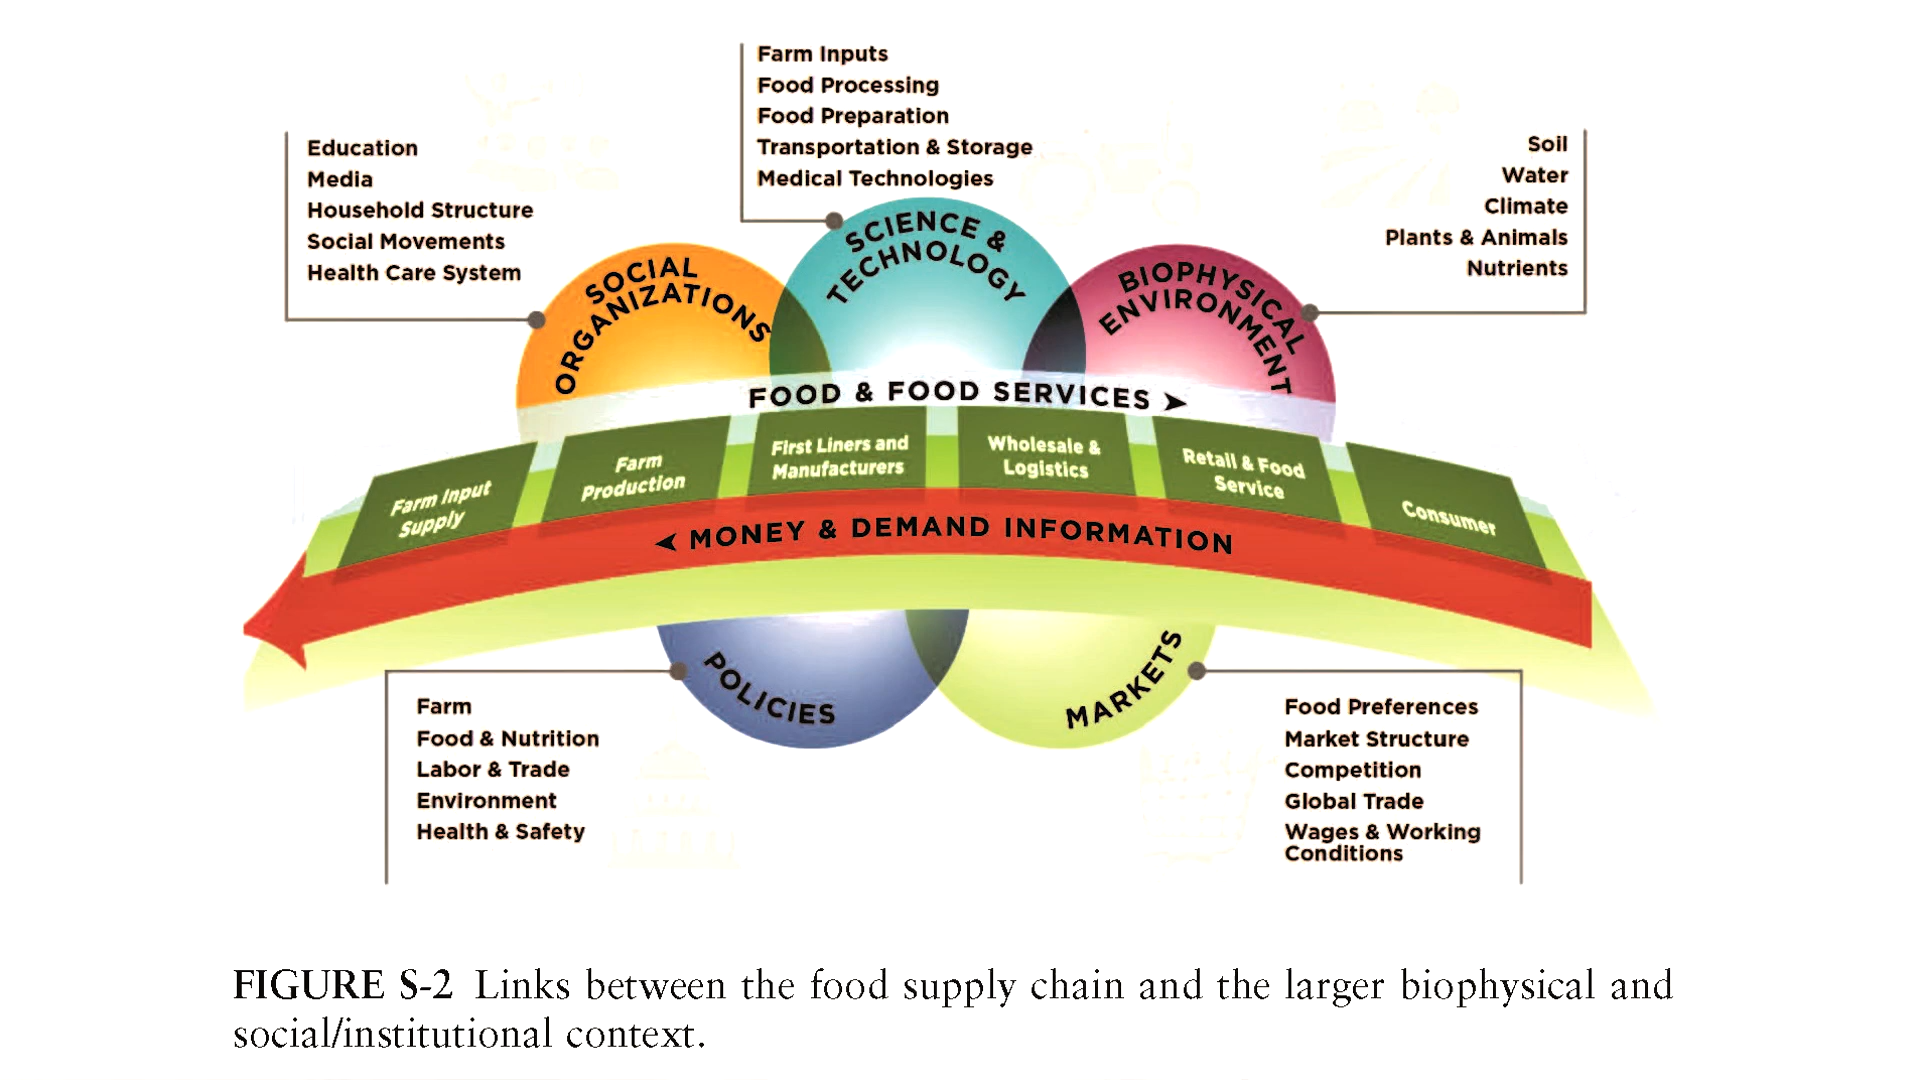 Farm Inputs
Food Processing
Food Preparation
Transportation & Storage
Medical Technologies
Education
Media
Household Structure
Social Movements
Health Care System
Soil
Water
Climate
Plants & Animals
Nutrients
SOCIAL
ORGANIZATIONS
SCIENCE &
TECHNOLOGY
BIOPHYSICAL
ENVIRONMENT
FOOD & FOOD SERVICES ➤
Farm Input
Supply
Farm
Production
First Liners and
Manufacturers
Wholesale &
Logistics
Retail & Food
Service
Consumer
⮜ MONEY & DEMAND INFORMATION
POLICIES
MARKETS
Farm
Food & Nutrition
Labor & Trade
Environment
Health & Safety
Food Preferences
Market Structure
Competition
Global Trade
Wages & Working
Conditions
FIGURE S-2 Links between the food supply chain and the larger biophysical and
social/institutional context.